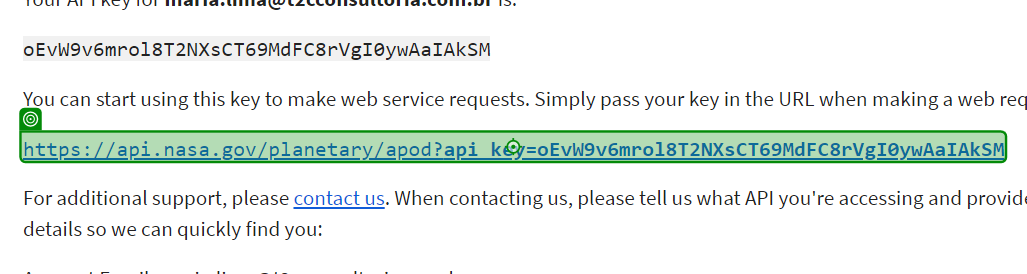 Your API key for maria.lima@t2cconsultoria.com.br is:
oEvW9v6mrol8T2NXsCT69MdFC8rVgI0ywAaIAkSM
You can start using this key to make web service requests. Simply pass your key in the URL when making a web req
https://api.nasa.gov/planetary/apod?api_key=oEvW9v6mrol8T2NXsCT69MdFC8rVgI0ywAaIAkSM
For additional support, please contact us. When contacting us, please tell us what API you're accessing and provide
details so we can quickly find you: